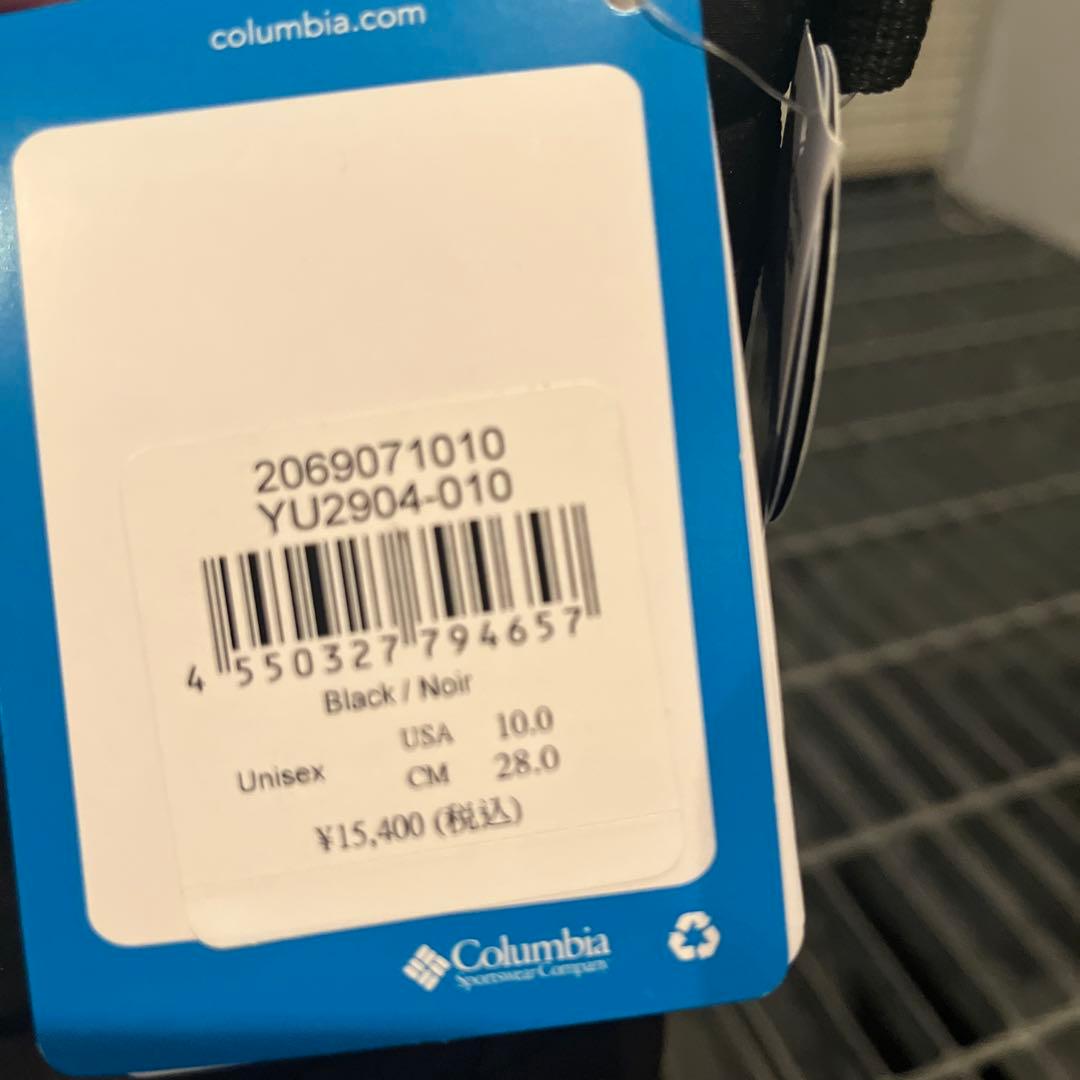 columbia.com
2069071010
YU2904-010
4 550327 794657
Black / Noir
USA 10.0
Unisex CM 28.0
¥15,400 (税込)
Columbia
Sportswear Company